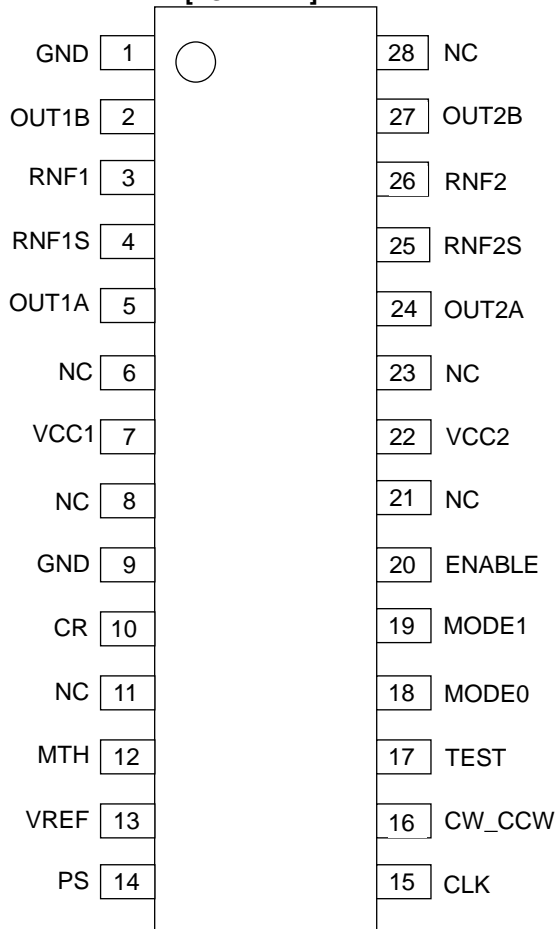 GND 1 28 NC
OUT1B 2 27 OUT2B
RNF1 3 26 RNF2
RNF1S 4 25 RNF2S
OUT1A 5 24 OUT2A
NC 6 23 NC
VCC1 7 22 VCC2
NC 8 21 NC
GND 9 20 ENABLE
CR 10 19 MODE1
NC 11 18 MODE0
MTH 12 17 TEST
VREF 13 16 CW_CCW
PS 14 15 CLK